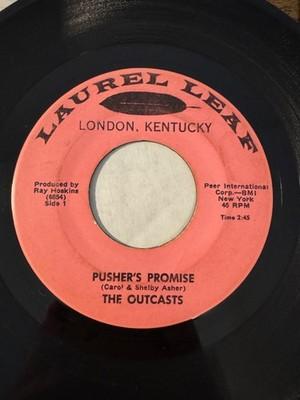 LAUREL LEAF
LONDON, KENTUCKY
Produced by
Ray Hoskins
(6854)
Side 1
Peer International
Corp.—BMI
New York
45 RPM
Time 2:45
PUSHER'S PROMISE
(Carol & Shelby Asher)
THE OUTCASTS